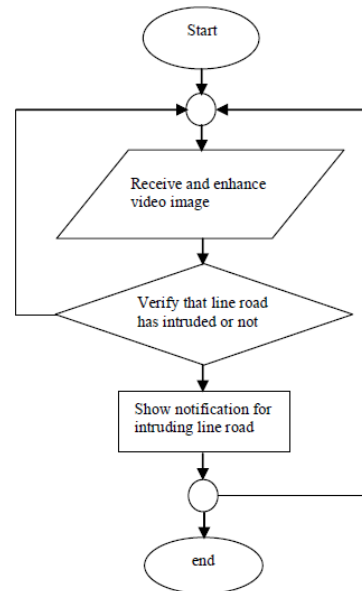 Start
Receive and enhance
video image
Verify that line road
has intruded or not
Show notification for
intruding line road
end